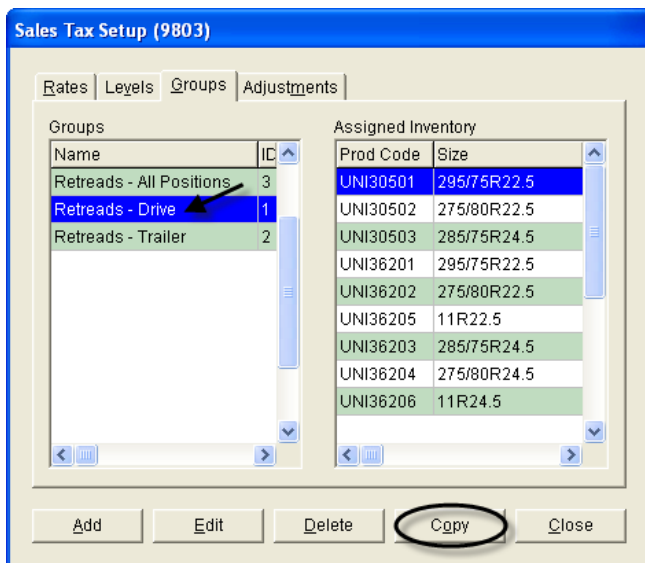 Sales Tax Setup (9803)
Rates Levels Groups Adjustments
Groups
Name ID
Retreads - All Positions 3
Retreads - Drive 1
Retreads - Trailer 2
Assigned Inventory
Prod Code Size
UNI30501 295/75R22.5
UNI30502 275/80R22.5
UNI30503 285/75R24.5
UNI36201 295/75R22.5
UNI36202 275/80R22.5
UNI36205 11R22.5
UNI36203 285/75R24.5
UNI36204 275/80R24.5
UNI36206 11R24.5
Add Edit Delete Copy Close